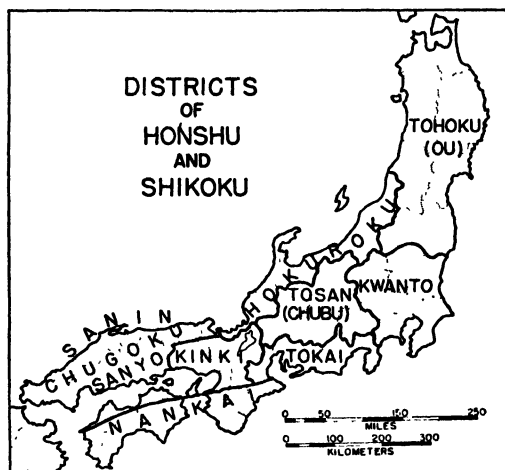 DISTRICTS
OF
HONSHU
AND
SHIKOKU
TOHOKU
(OU)
HOKUROKU
KWANTO
TOSAN
(CHUBU)
SANIN
CHUGOKU
SANYO
KINKI
TOKAI
NANKAI
0 50 150 250
MILES
0 100 200 300
KILOMETERS